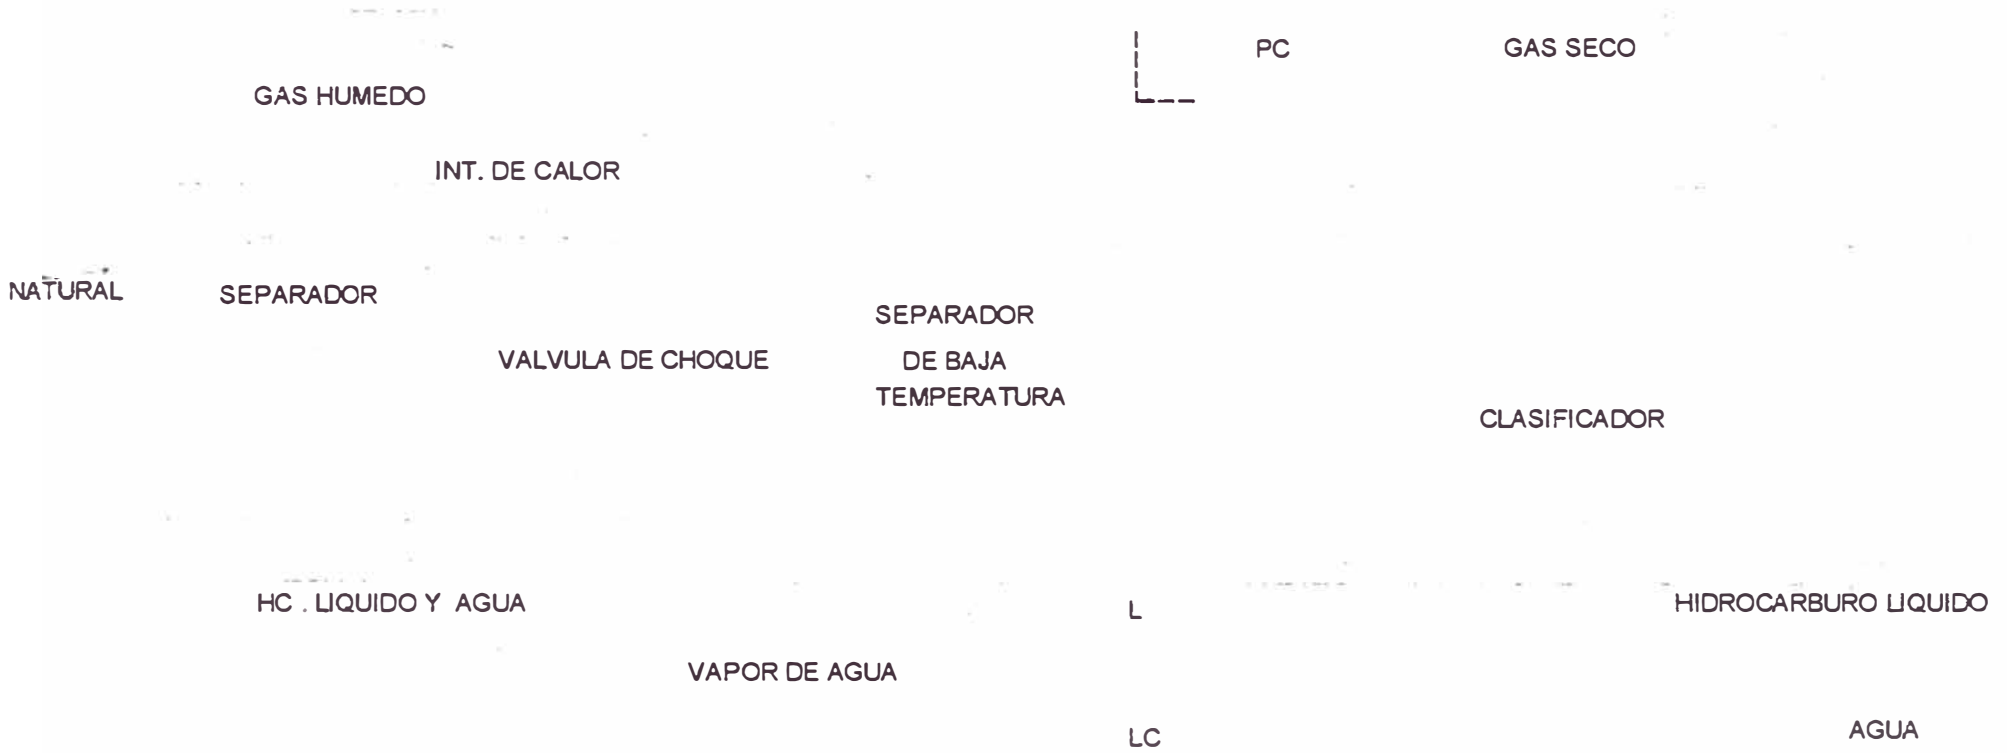 PC
GAS SECO
GAS HUMEDO
INT. DE CALOR
NATURAL
SEPARADOR
SEPARADOR
DE BAJA
TEMPERATURA
VALVULA DE CHOQUE
CLASIFICADOR
HC . LIQUIDO Y AGUA
L
HIDROCARBURO LIQUIDO
VAPOR DE AGUA
LC
AGUA